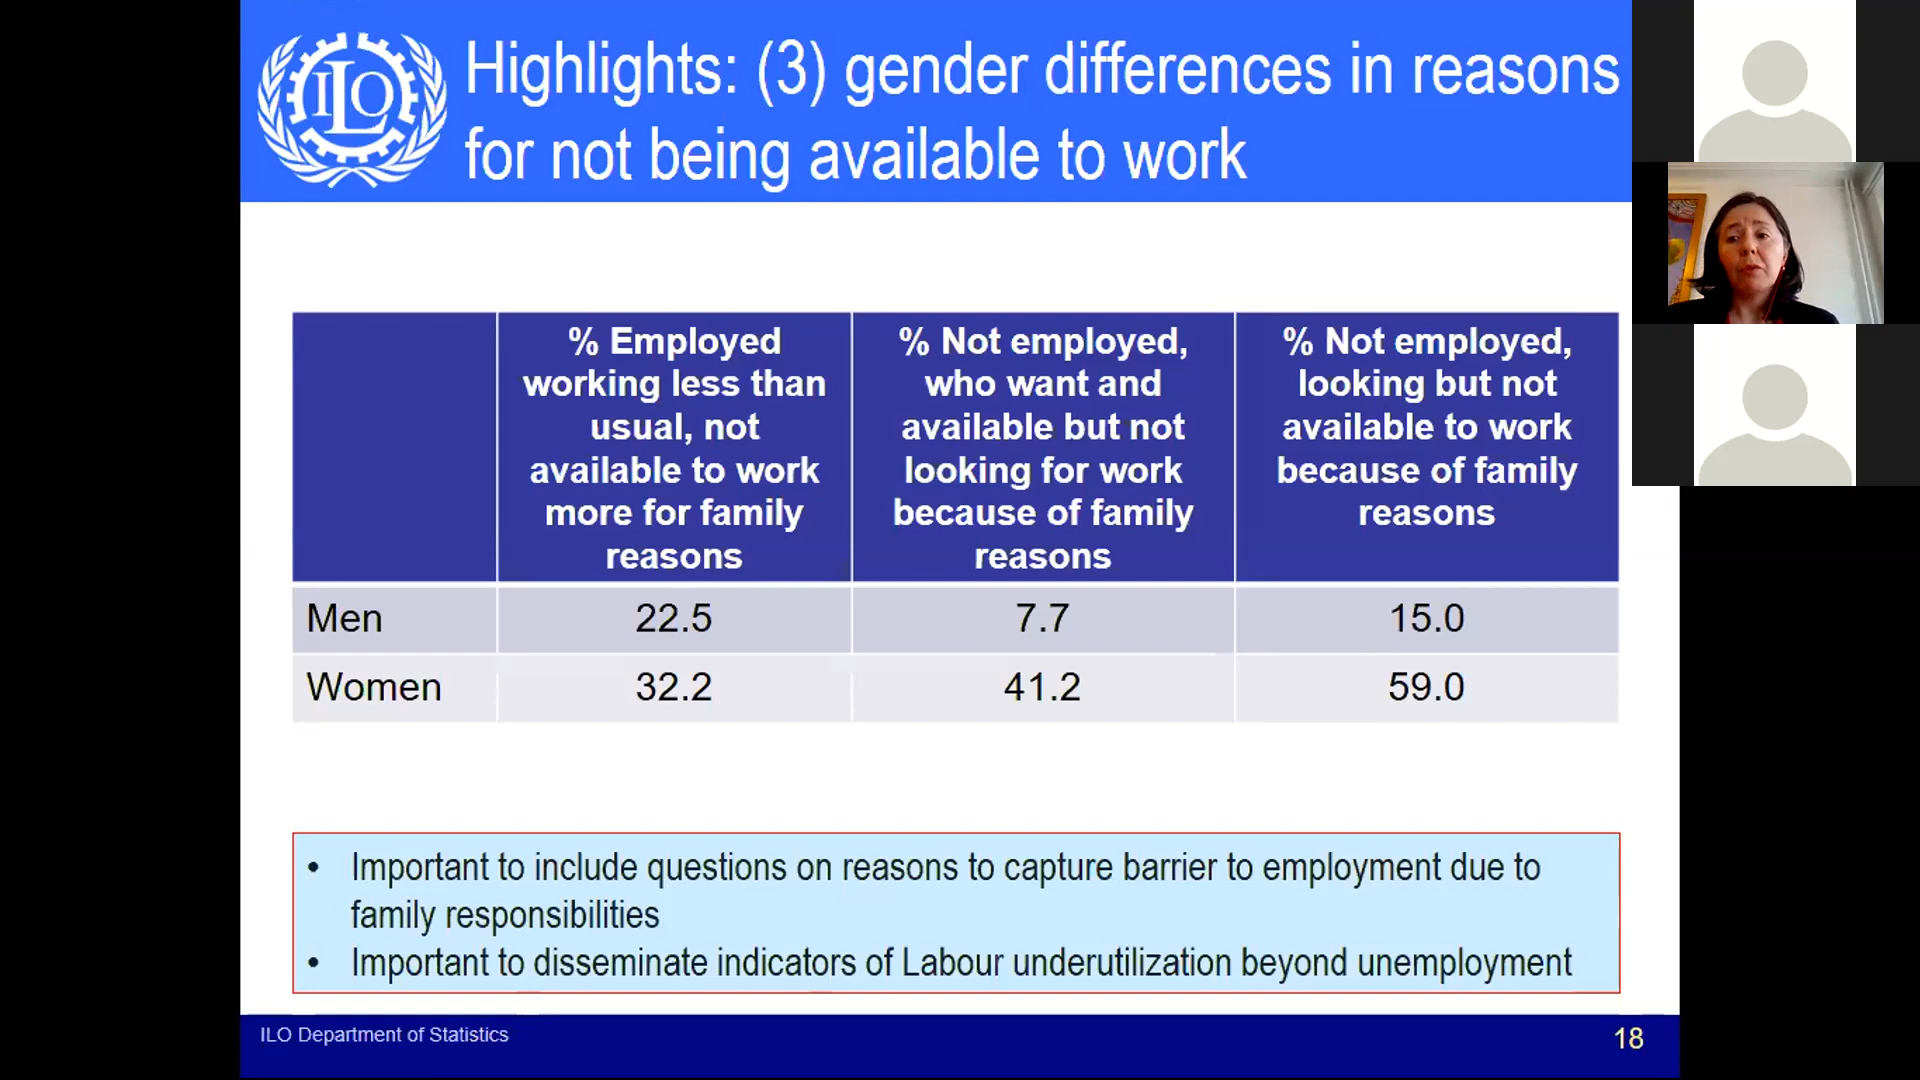 ILO
Highlights: (3) gender differences in reasons
for not being available to work
% Employed
working less than
usual, not
available to work
more for family
reasons
% Not employed,
who want and
available but not
looking for work
because of family
reasons
% Not employed,
looking but not
available to work
because of family
reasons
Men 22.5 7.7 15.0
Women 32.2 41.2 59.0
• Important to include questions on reasons to capture barrier to employment due to
family responsibilities
• Important to disseminate indicators of Labour underutilization beyond unemployment
ILO Department of Statistics 18